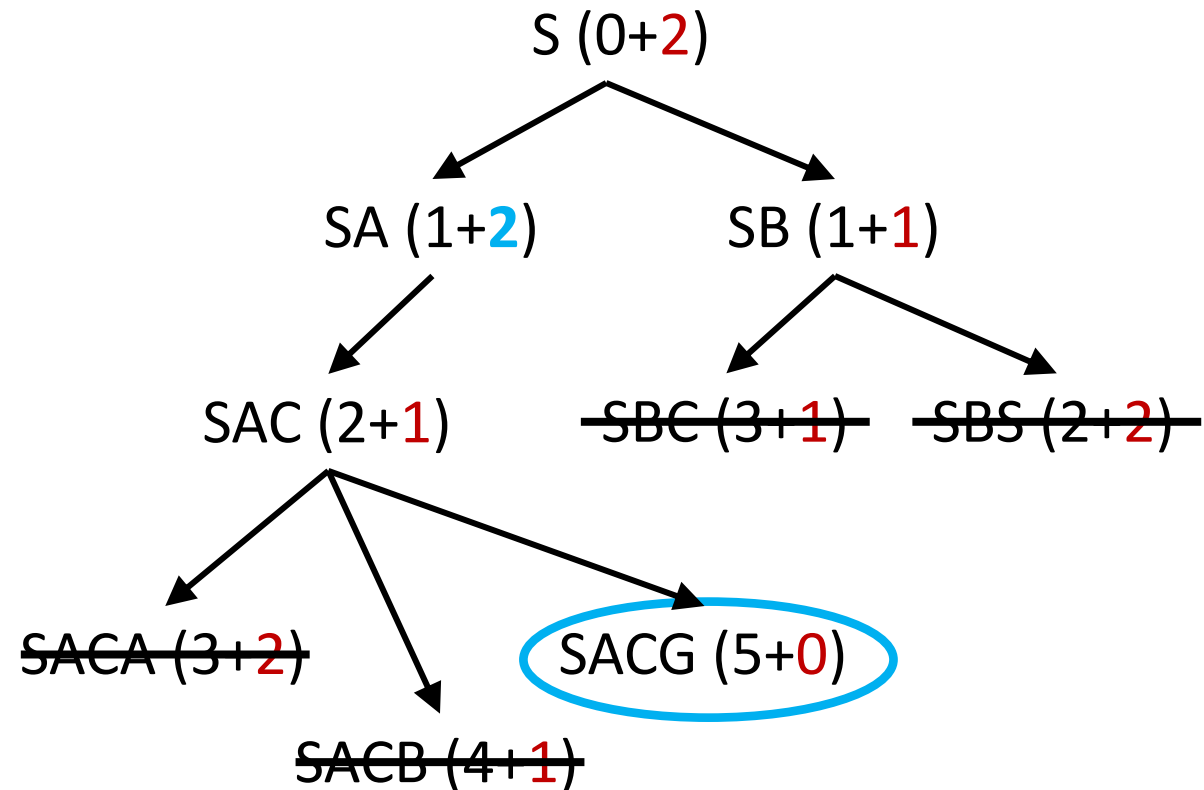 S (0+2)
SA (1+2) SB (1+1)
SAC (2+1) SBC (3+1) SBS (2+2)
SACA (3+2) SACG (5+0)
SACB (4+1)